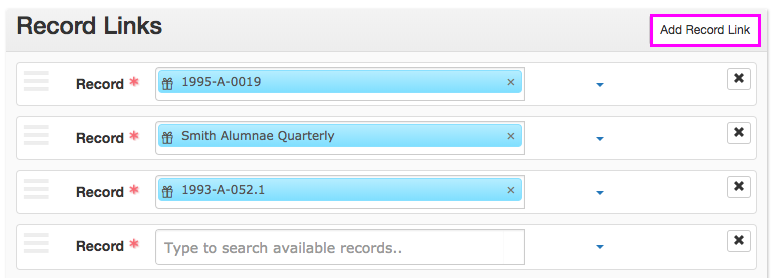 Record Links
Add Record Link
Record * 1995-A-0019 ×
Record * Smith Alumnae Quarterly ×
Record * 1993-A-052.1 ×
Record * Type to search available records..